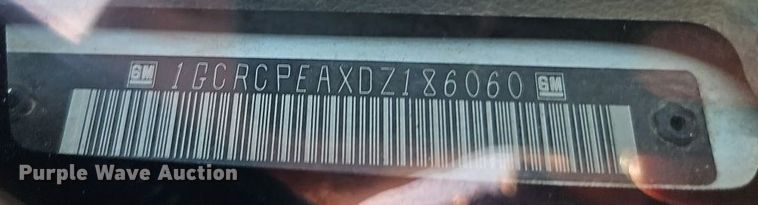 GM 1GCRCPEAXDZ186060 GM
Purple Wave Auction